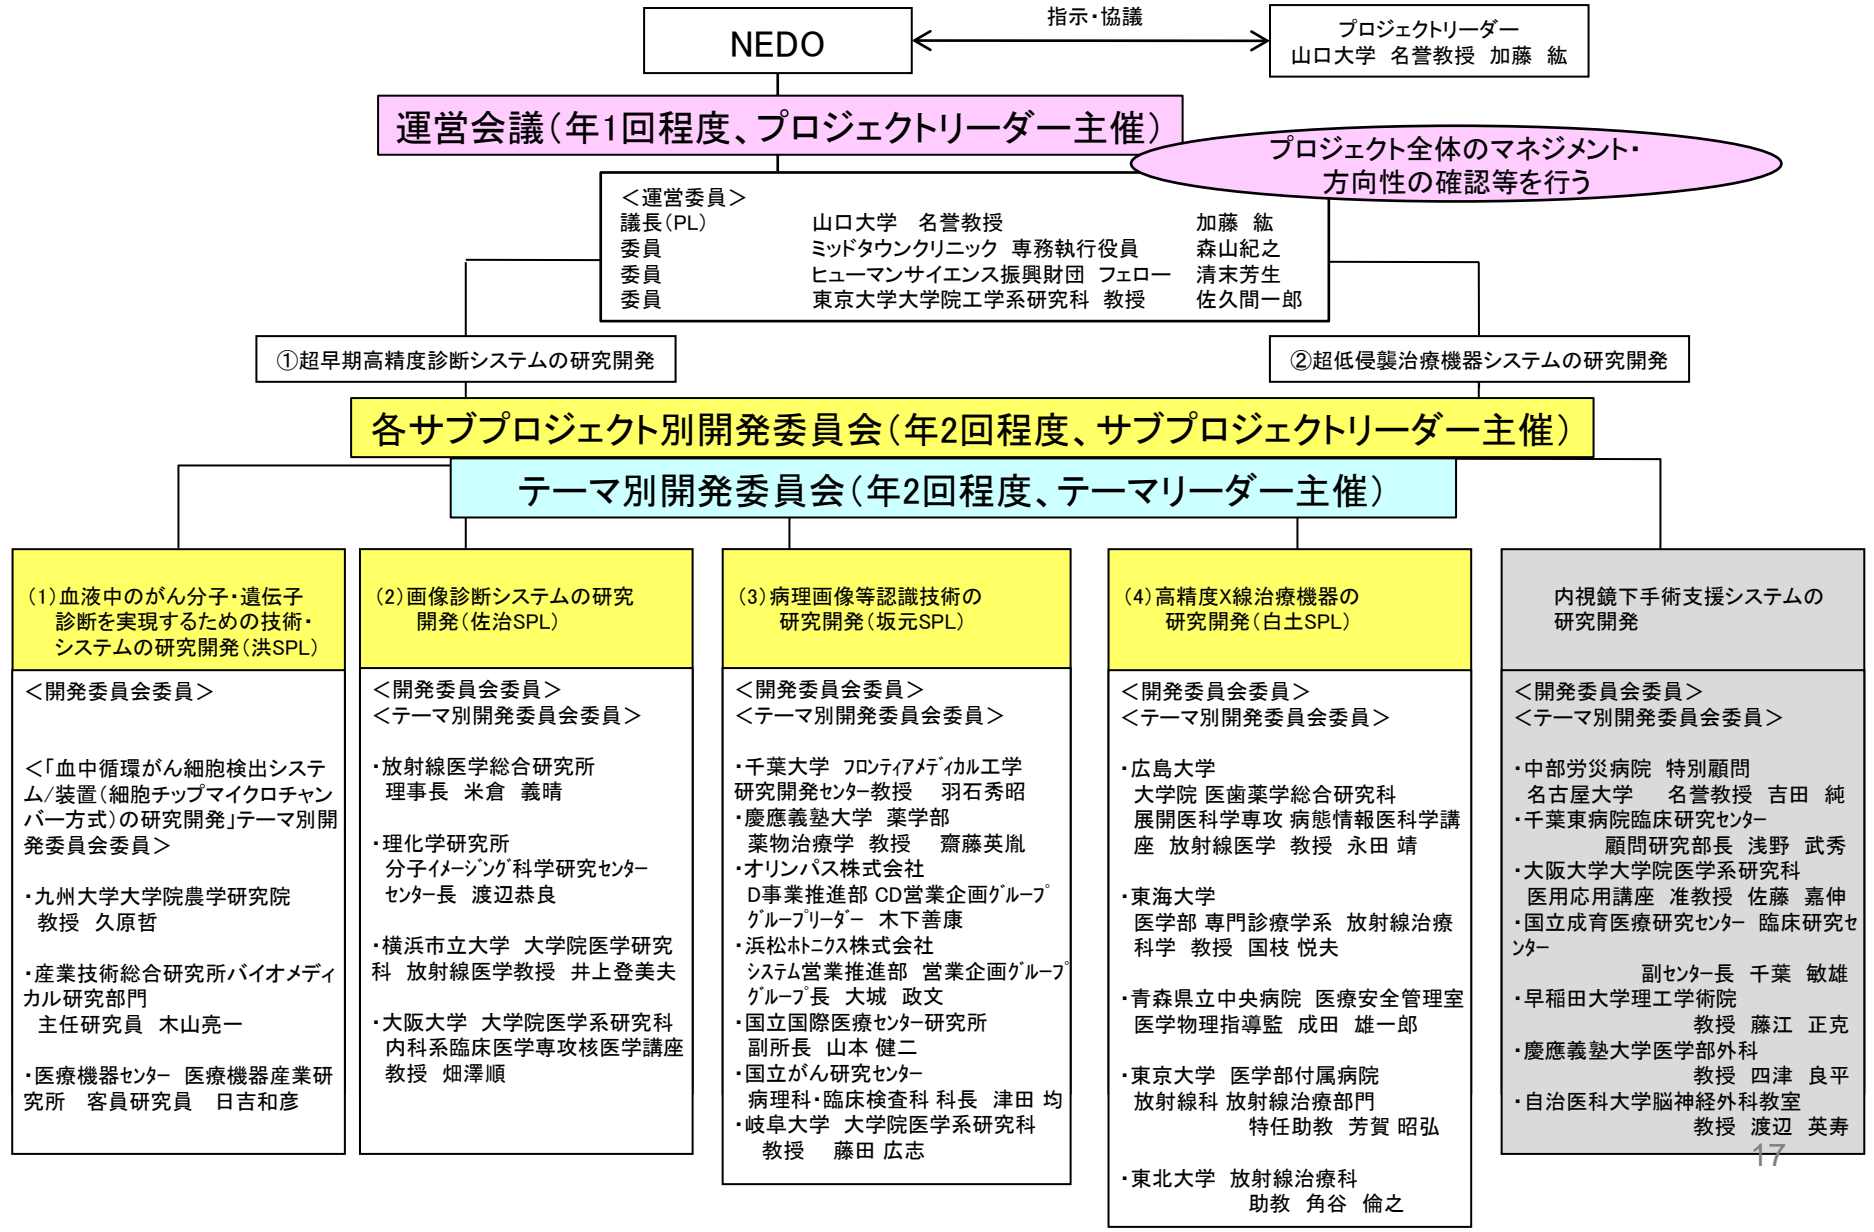 指示・協議
NEDO
プロジェクトリーダー
山口大学 名誉教授 加藤 紘
運営会議(年1回程度、プロジェクトリーダー主催)
プロジェクト全体のマネジメント・
方向性の確認等を行う
＜運営委員＞
議長(PL) 山口大学 名誉教授 加藤 紘
委員 ミッドタウンクリニック 専務執行役員 森山紀之
委員 ヒューマンサイエンス振興財団 フェロー 清末芳生
委員 東京大学大学院工学系研究科 教授 佐久間一郎
①超早期高精度診断システムの研究開発
②超低侵襲治療機器システムの研究開発
各サブプロジェクト別開発委員会(年2回程度、サブプロジェクトリーダー主催)
テーマ別開発委員会(年2回程度、テーマリーダー主催)
(1)血液中のがん分子・遺伝子
診断を実現するための技術・
システムの研究開発(洪SPL)
＜開発委員会委員＞
＜「血中循環がん細胞検出システ
ム/装置(細胞チップマイクロチャン
バー方式)の研究開発」テーマ別開
発委員会委員＞
・九州大学大学院農学研究院
教授 久原哲
・産業技術総合研究所バイオメディ
カル研究部門
主任研究員 木山亮一
・医療機器ｾﾝﾀｰ 医療機器産業研
究所 客員研究員 日吉和彦
(2)画像診断システムの研究
開発(佐治SPL)
＜開発委員会委員＞
＜テーマ別開発委員会委員＞
・放射線医学総合研究所
理事長 米倉 義晴
・理化学研究所
分子ｲﾒｰｼﾞﾝｸﾞ科学研究ｾﾝﾀｰ
ｾﾝﾀｰ長 渡辺恭良
・横浜市立大学 大学院医学研究
科 放射線医学教授 井上登美夫
・大阪大学 大学院医学系研究科
内科系臨床医学専攻核医学講座
教授 畑澤順
(3)病理画像等認識技術の
研究開発(坂元SPL)
＜開発委員会委員＞
＜テーマ別開発委員会委員＞
・千葉大学 ﾌﾛﾝﾃｨｱﾒﾃﾞｨｶﾙ工学
研究開発ｾﾝﾀｰ教授 羽石秀昭
・慶應義塾大学 薬学部
薬物治療学 教授 齋藤英胤
・オリンパス株式会社
D事業推進部 CD営業企画ｸﾞﾙｰﾌﾟ
ｸﾞﾙｰﾌﾟﾘｰﾀﾞｰ 木下善康
・浜松ﾎﾄﾆｸｽ株式会社
ｼｽﾃﾑ営業推進部 営業企画ｸﾞﾙｰﾌﾟ
ｸﾞﾙｰﾌﾟ長 大城 政文
・国立国際医療ｾﾝﾀｰ研究所
副所長 山本 健二
・国立がん研究ｾﾝﾀｰ
病理科・臨床検査科 科長 津田 均
・岐阜大学 大学院医学系研究科
教授 藤田 広志
(4)高精度X線治療機器の
研究開発(白土SPL)
＜開発委員会委員＞
＜テーマ別開発委員会委員＞
・広島大学
大学院 医歯薬学総合研究科
展開医科学専攻 病態情報医科学講
座 放射線医学 教授 永田 靖
・東海大学
医学部 専門診療学系 放射線治療
科学 教授 国枝 悦夫
・青森県立中央病院 医療安全管理室
医学物理指導監 成田 雄一郎
・東京大学 医学部付属病院
放射線科 放射線治療部門
特任助教 芳賀 昭弘
・東北大学 放射線治療科
助教 角谷 倫之
内視鏡下手術支援システムの
研究開発
＜開発委員会委員＞
＜テーマ別開発委員会委員＞
・中部労災病院 特別顧問
名古屋大学 名誉教授 吉田 純
・千葉東病院臨床研究ｾﾝﾀｰ
顧問研究部長 浅野 武秀
・大阪大学大学院医学系研究科
医用応用講座 准教授 佐藤 嘉伸
・国立成育医療研究ｾﾝﾀｰ 臨床研究ｾ
ﾝﾀｰ
副ｾﾝﾀｰ長 千葉 敏雄
・早稲田大学理工学術院
教授 藤江 正克
・慶應義塾大学医学部外科
教授 四津 良平
・自治医科大学脳神経外科教室
教授 渡辺 英寿
17